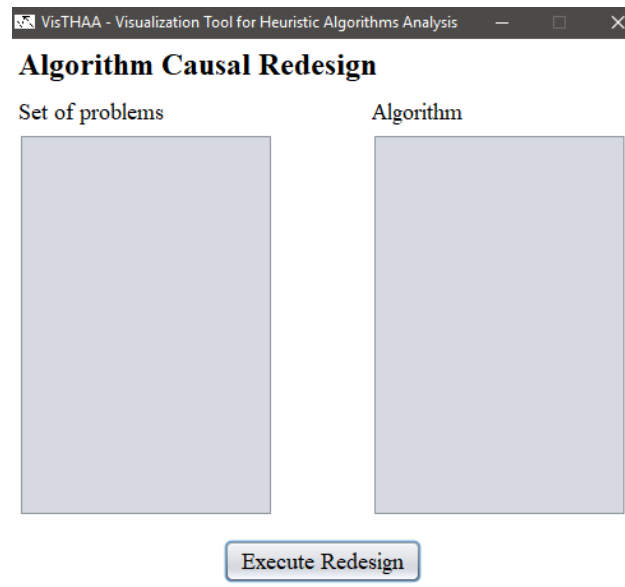 VisTHAA - Visualization Tool for Heuristic Algorithms Analysis
Algorithm Causal Redesign
Set of problems
Algorithm
Execute Redesign